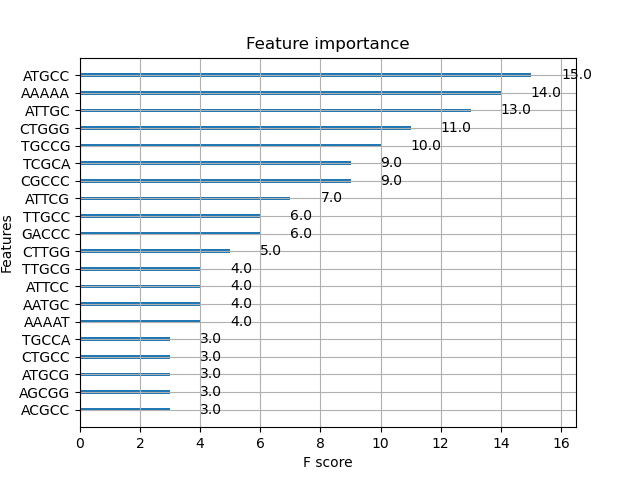 Feature importance
ATGCC 15.0
AAAAA 14.0
ATTGC 13.0
CTGGG 11.0
TGCCG 10.0
TCGCA 9.0
CGCCC 9.0
ATTCG 7.0
TTGCC 6.0
GACCC 6.0
CTTGG 5.0
TTGCG 4.0
ATTCC 4.0
AATGC 4.0
AAAAT 4.0
TGCCA 3.0
CTGCC 3.0
ATGCG 3.0
AGCGG 3.0
ACGCC 3.0
Features
0 2 4 6 8 10 12 14 16
F score